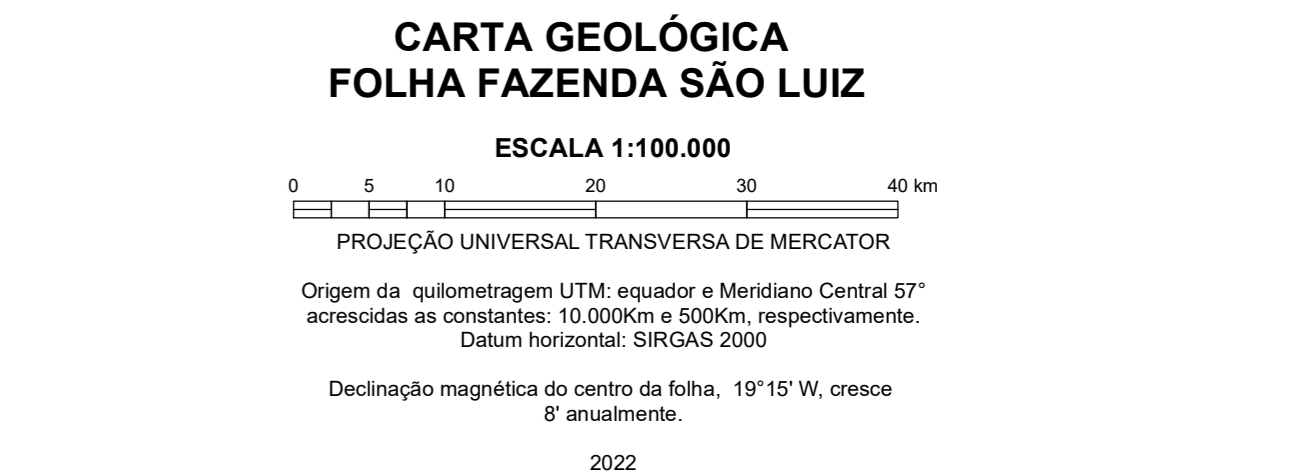 CARTA GEOLÓGICA
FOLHA FAZENDA SÃO LUIZ
ESCALA 1:100.000
0 5 10 20 30 40 km
PROJEÇÃO UNIVERSAL TRANSVERSA DE MERCATOR
Origem da quilometragem UTM: equador e Meridiano Central 57°
acrescidas as constantes: 10.000Km e 500Km, respectivamente.
Datum horizontal: SIRGAS 2000
Declinação magnética do centro da folha, 19°15' W, cresce
8' anualmente.
2022